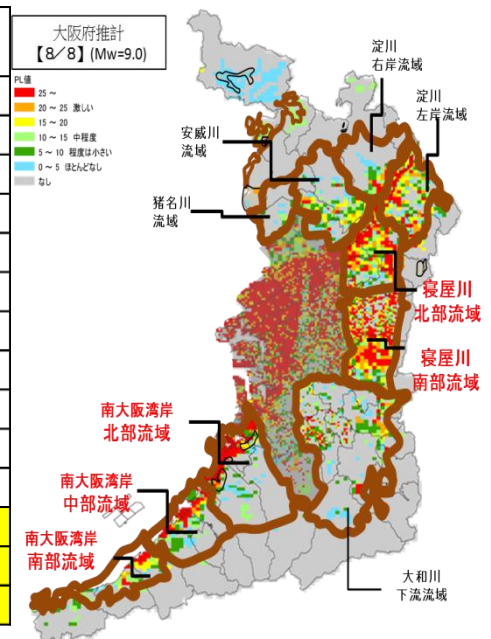 大阪府推計
【8/8】(Mw=9.0)
PL値
25 ~
20 ~ 25 激しい
15 ~ 20
10 ~ 15 中程度
5 ~ 10 程度は小さい
0 ~ 5 ほとんどなし
なし
淀川
右岸流域
淀川
左岸流域
安威川
流域
猪名川
流域
寝屋川
北部流域
寝屋川
南部流域
南大阪湾岸
北部流域
南大阪湾岸
中部流域
南大阪湾岸
南部流域
大和川
下流流域